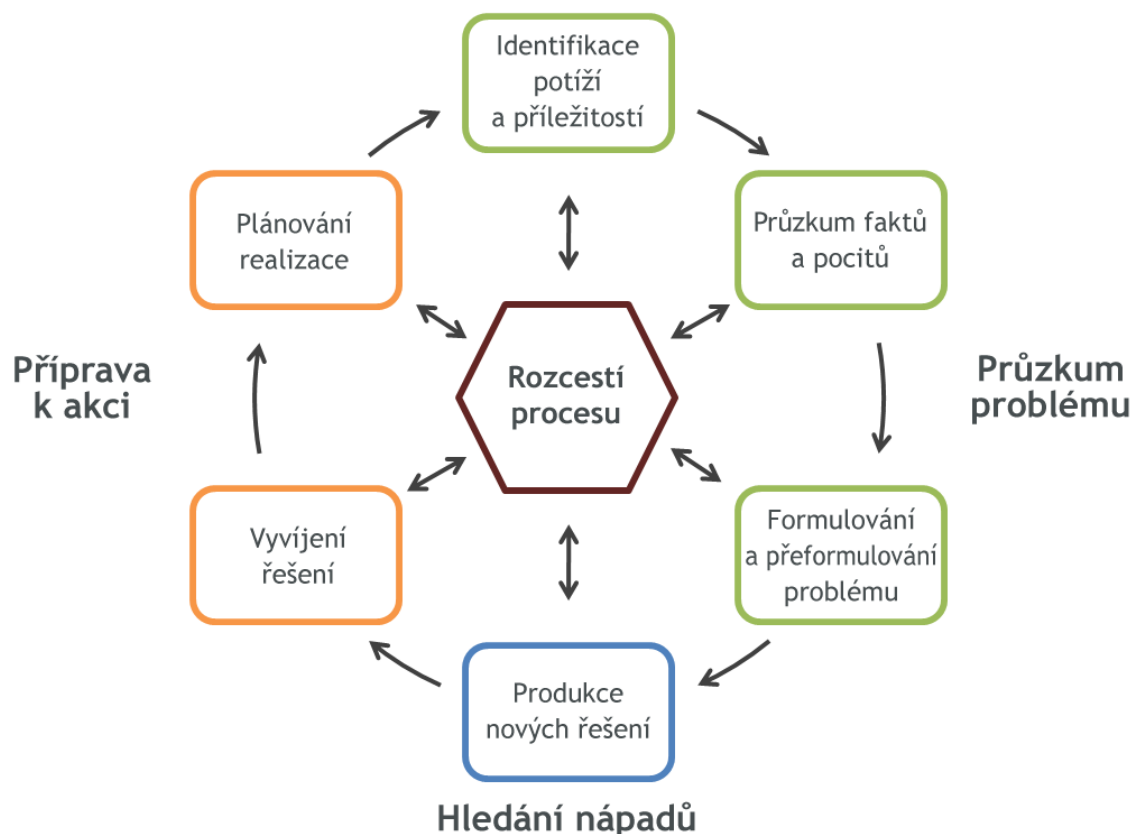 Identifikace
potíží
a příležitostí
Plánování
realizace
Průzkum faktů
a pocitů
Příprava
k akci
Rozcestí
procesu
Průzkum
problému
Vyvíjení
řešení
Formulování
a přeformulování
problému
Produkce
nových řešení
Hledání nápadů